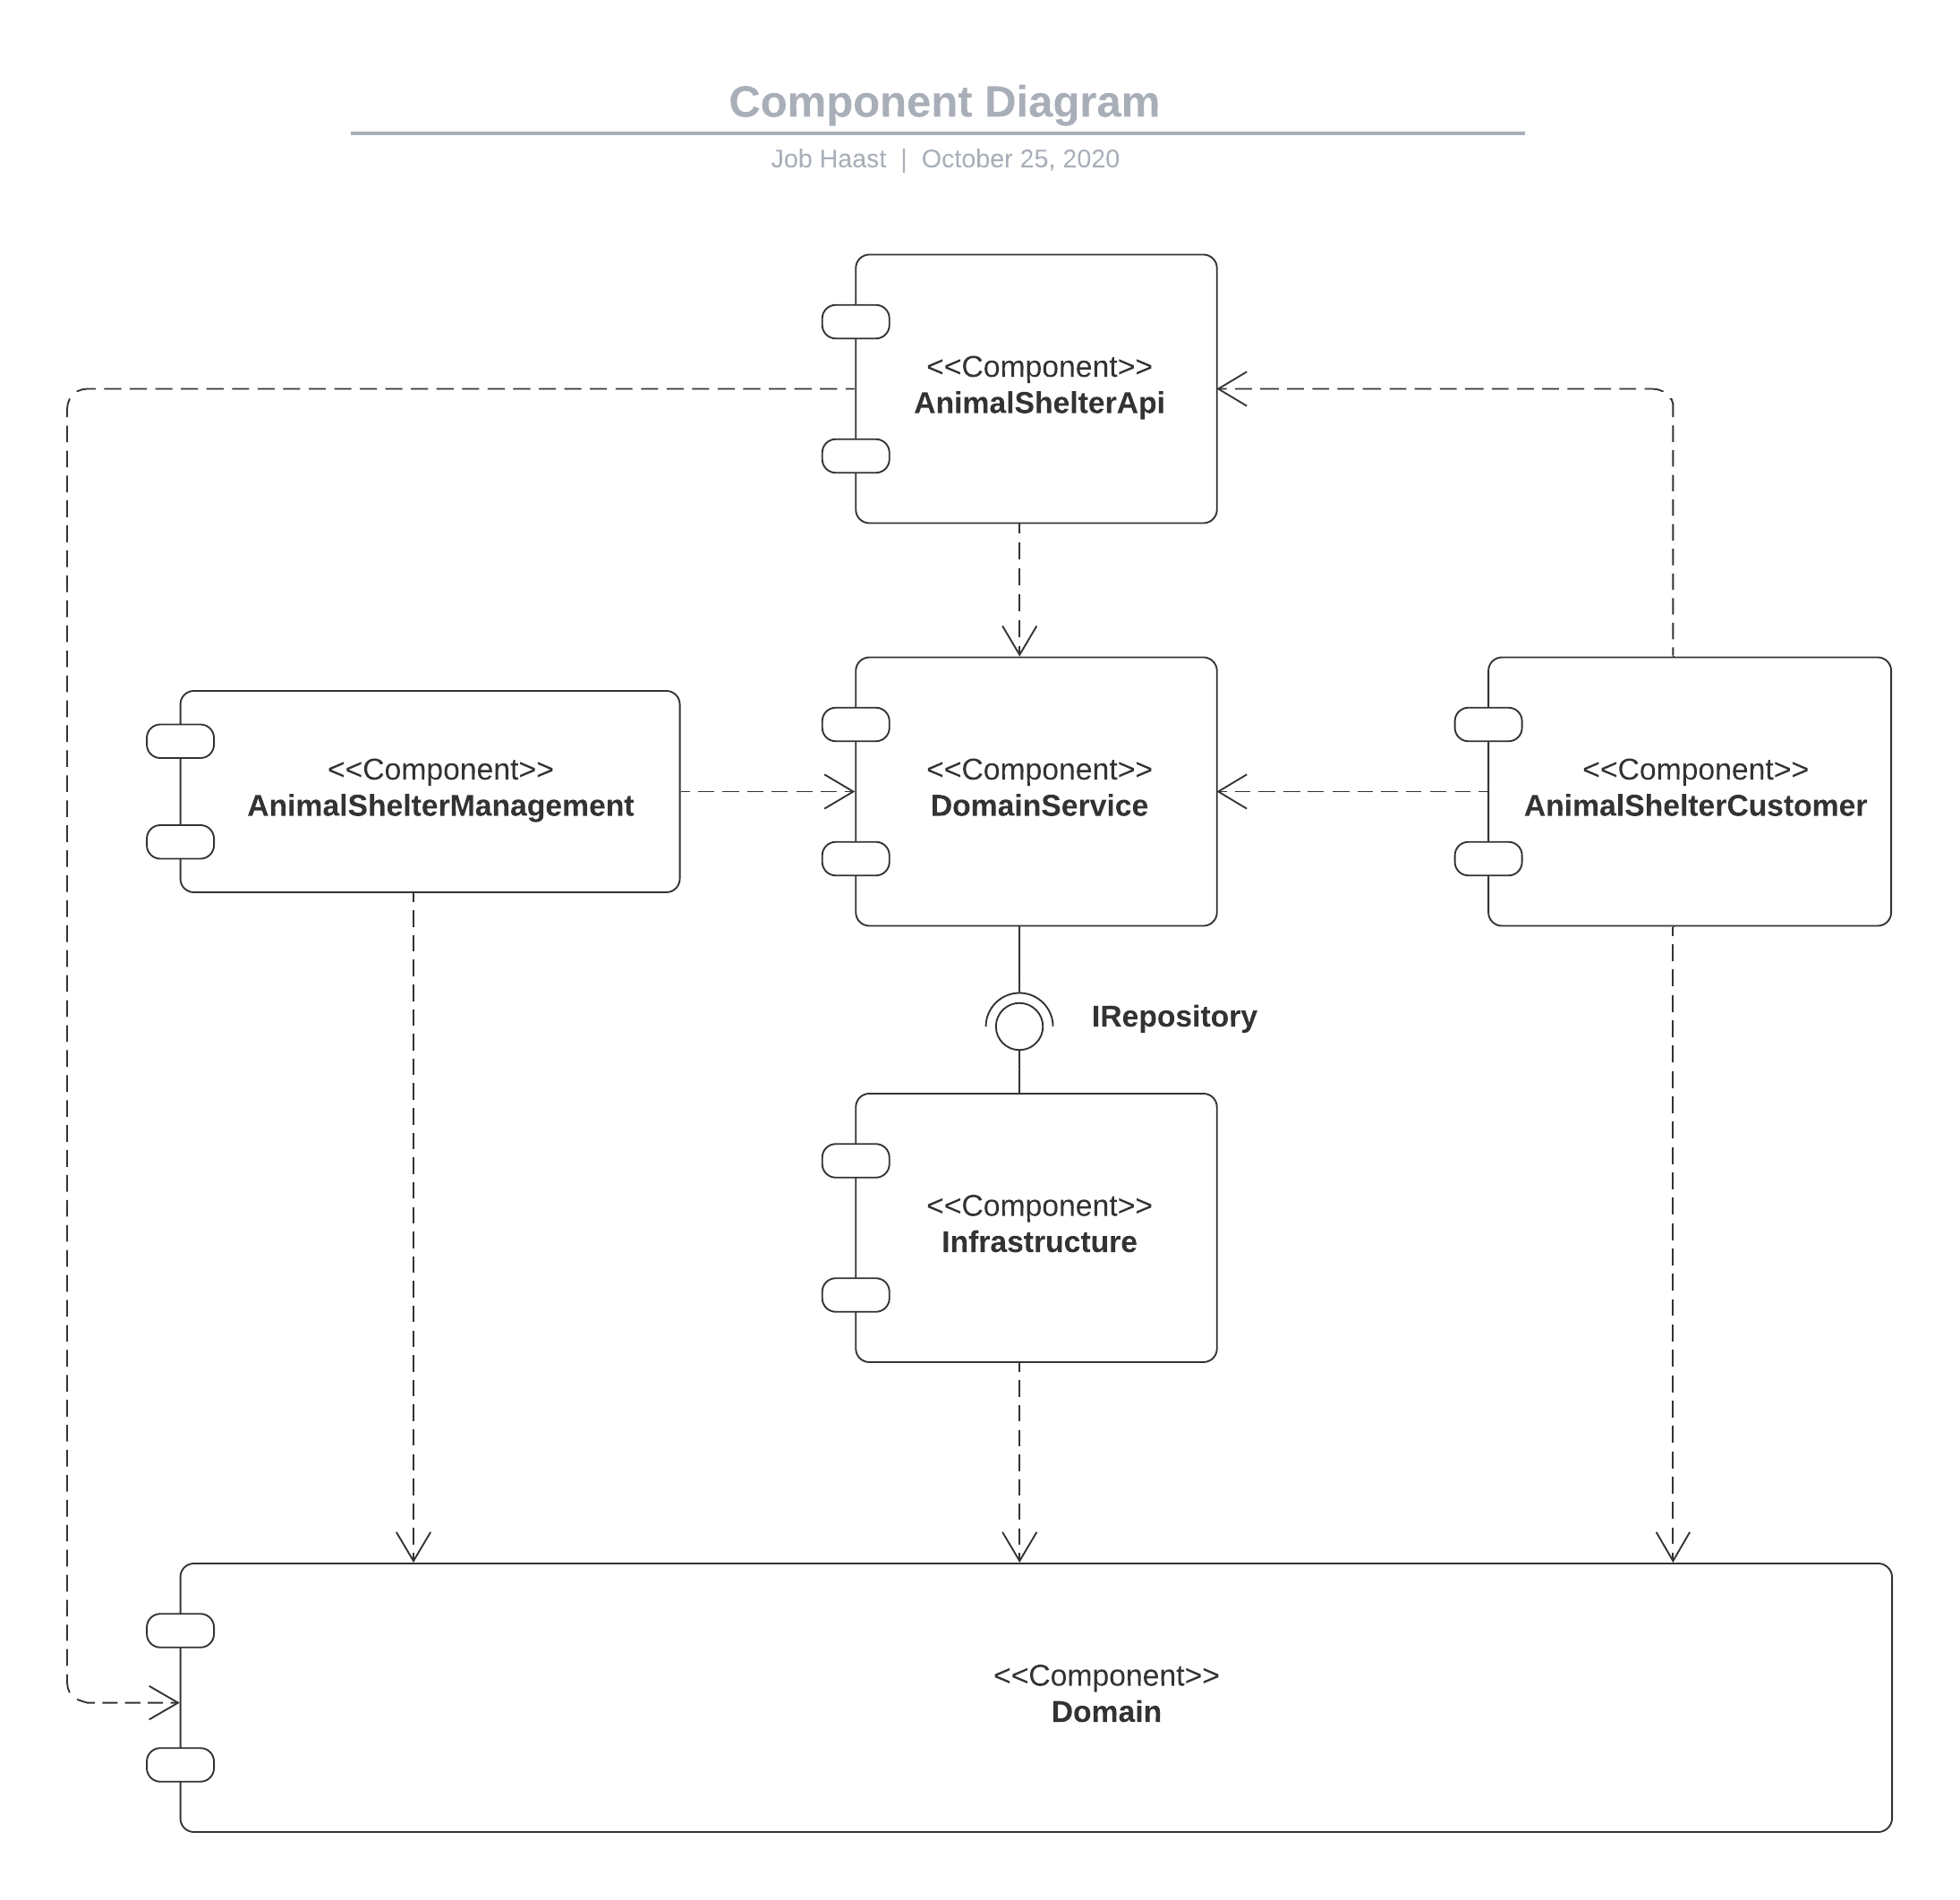 Component Diagram
Job Haast | October 25, 2020
<<Component>>
AnimalShelterApi
<<Component>>
AnimalShelterManagement
<<Component>>
DomainService
<<Component>>
AnimalShelterCustomer
IRepository
<<Component>>
Infrastructure
<<Component>>
Domain